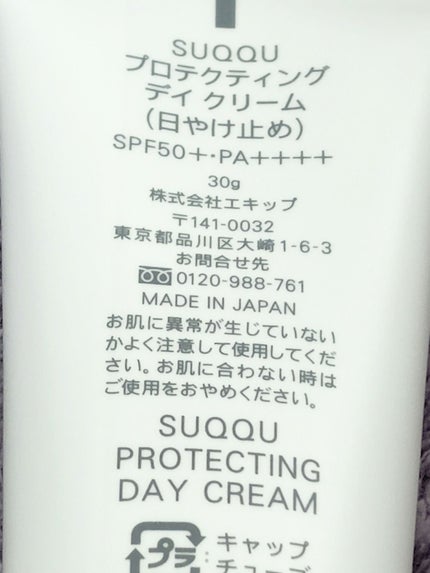 SUQQU
プロテクティング
デイ クリーム
(日やけ止め)
SPF50+・PA++++
30g
株式会社エキップ
〒141-0032
東京都品川区大崎1-6-3
お問合せ先
0120-988-761
MADE IN JAPAN
お肌に異常が生じていない
かよく注意して使用してくだ
さい。お肌に合わない時は
ご使用をおやめください。
SUQQU
PROTECTING
DAY CREAM
プラ : キャップ
チューブ